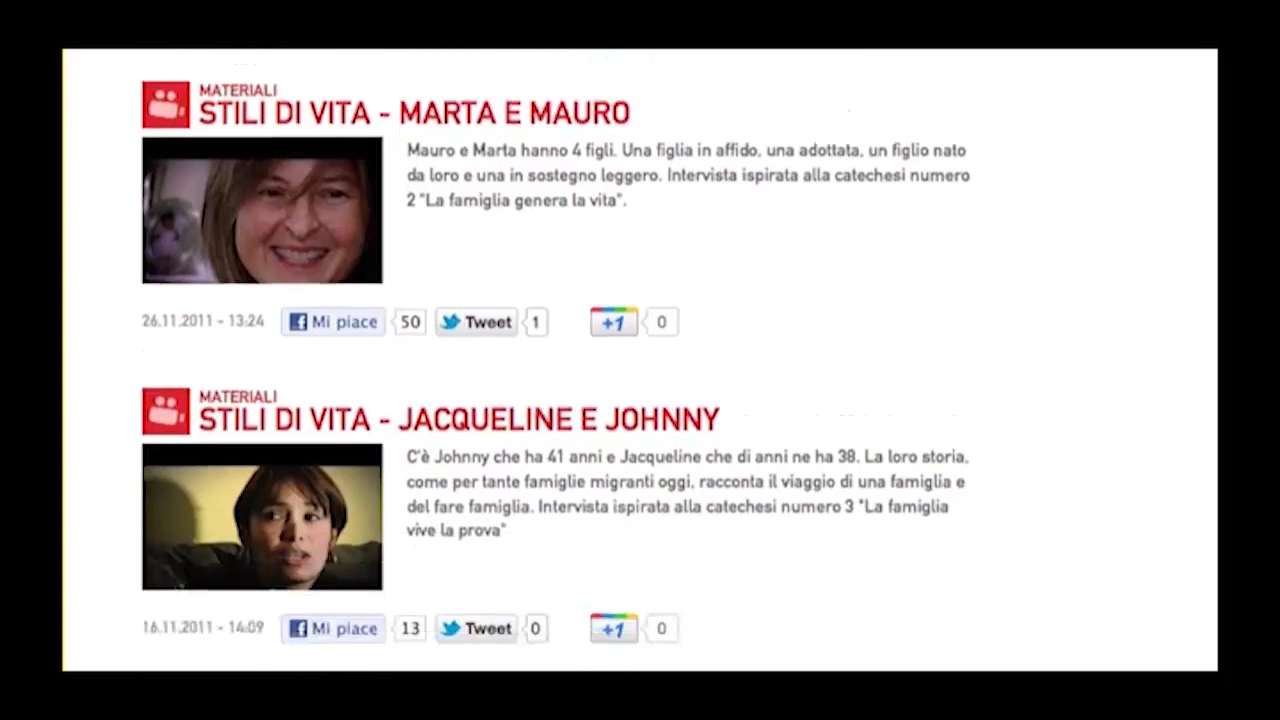 MATERIALI
STILI DI VITA - MARTA E MAURO
Mauro e Marta hanno 4 figli. Una figlia in affido, una adottata, un figlio nato
da loro e una in sostegno leggero. Intervista ispirata alla catechesi numero
2 "La famiglia genera la vita".
26.11.2011 - 13:24 Mi piace 50 Tweet 1 +1 0
MATERIALI
STILI DI VITA - JACQUELINE E JOHNNY
C'è Johnny che ha 41 anni e Jacqueline che di anni ne ha 38. La loro storia,
come per tante famiglie migranti oggi, racconta il viaggio di una famiglia e
del fare famiglia. Intervista ispirata alla catechesi numero 3 "La famiglia
vive la prova"
16.11.2011 - 14:09 Mi piace 13 Tweet 0 +1 0